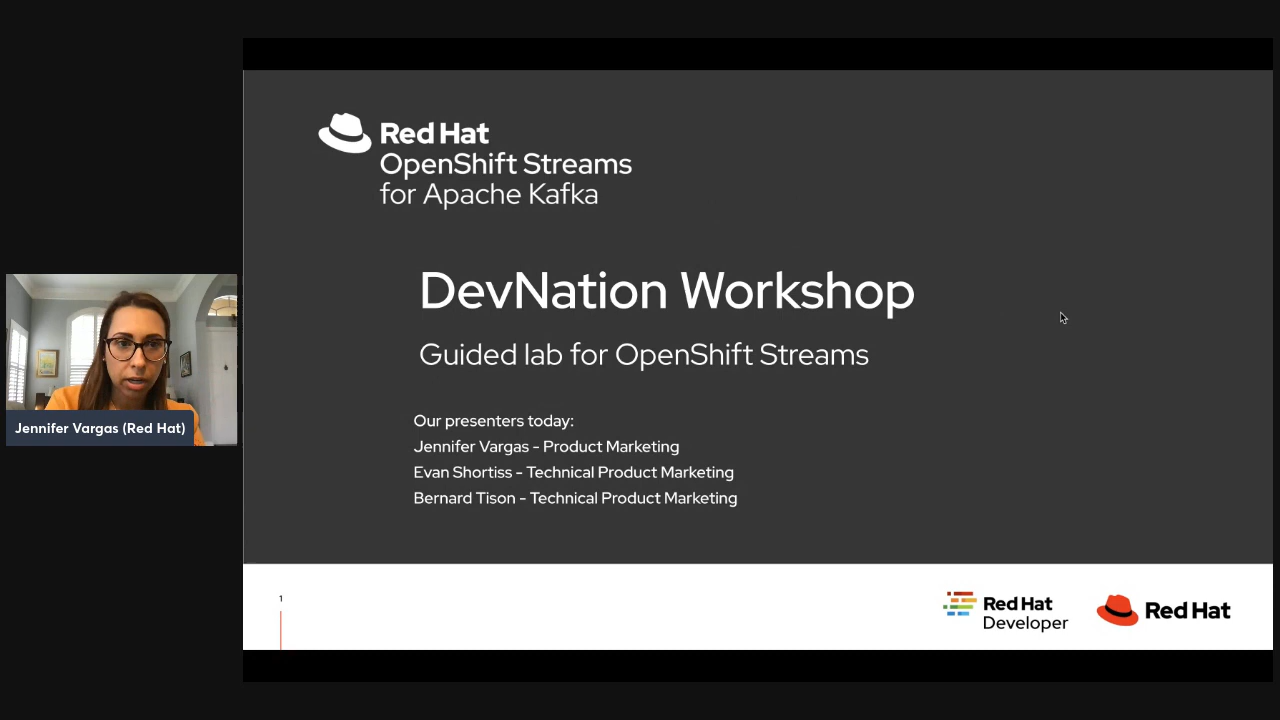 Red Hat
OpenShift Streams
for Apache Kafka
DevNation Workshop
Guided lab for OpenShift Streams
Our presenters today:
Jennifer Vargas - Product Marketing
Evan Shortiss - Technical Product Marketing
Bernard Tison - Technical Product Marketing
Jennifer Vargas (Red Hat)
1
Red Hat
Developer
Red Hat